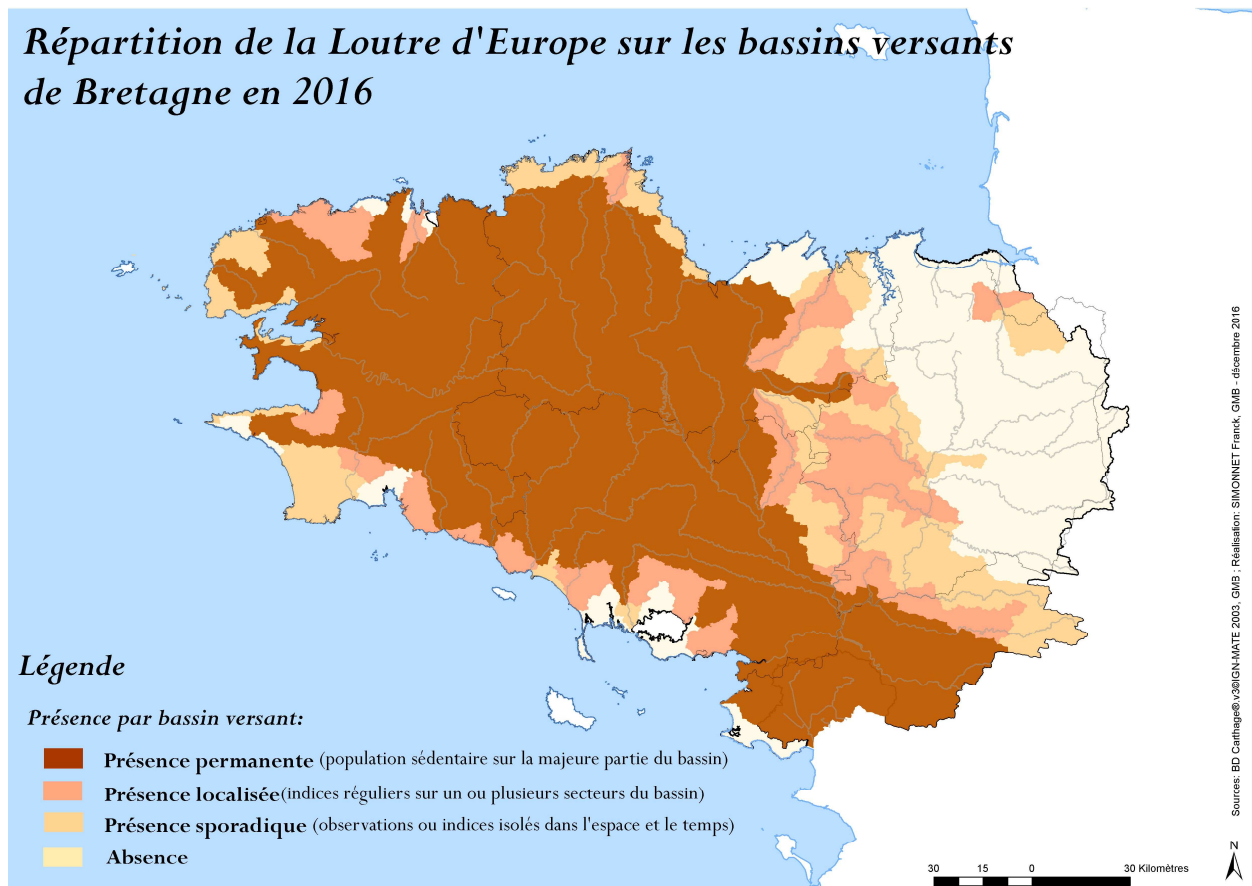 Répartition de la Loutre d'Europe sur les bassins versants
de Bretagne en 2016
Légende
Présence par bassin versant:
Présence permanente (population sédentaire sur la majeure partie du bassin)
Présence localisée(indices réguliers sur un ou plusieurs secteurs du bassin)
Présence sporadique (observations ou indices isolés dans l'espace et le temps)
Absence
Sources: BD Carthage®.v3©IGN-MATE 2003, GMB ; Réalisation: SIMONNET Franck, GMB - décembre 2016
N
30 15 0 30 Kilomètres